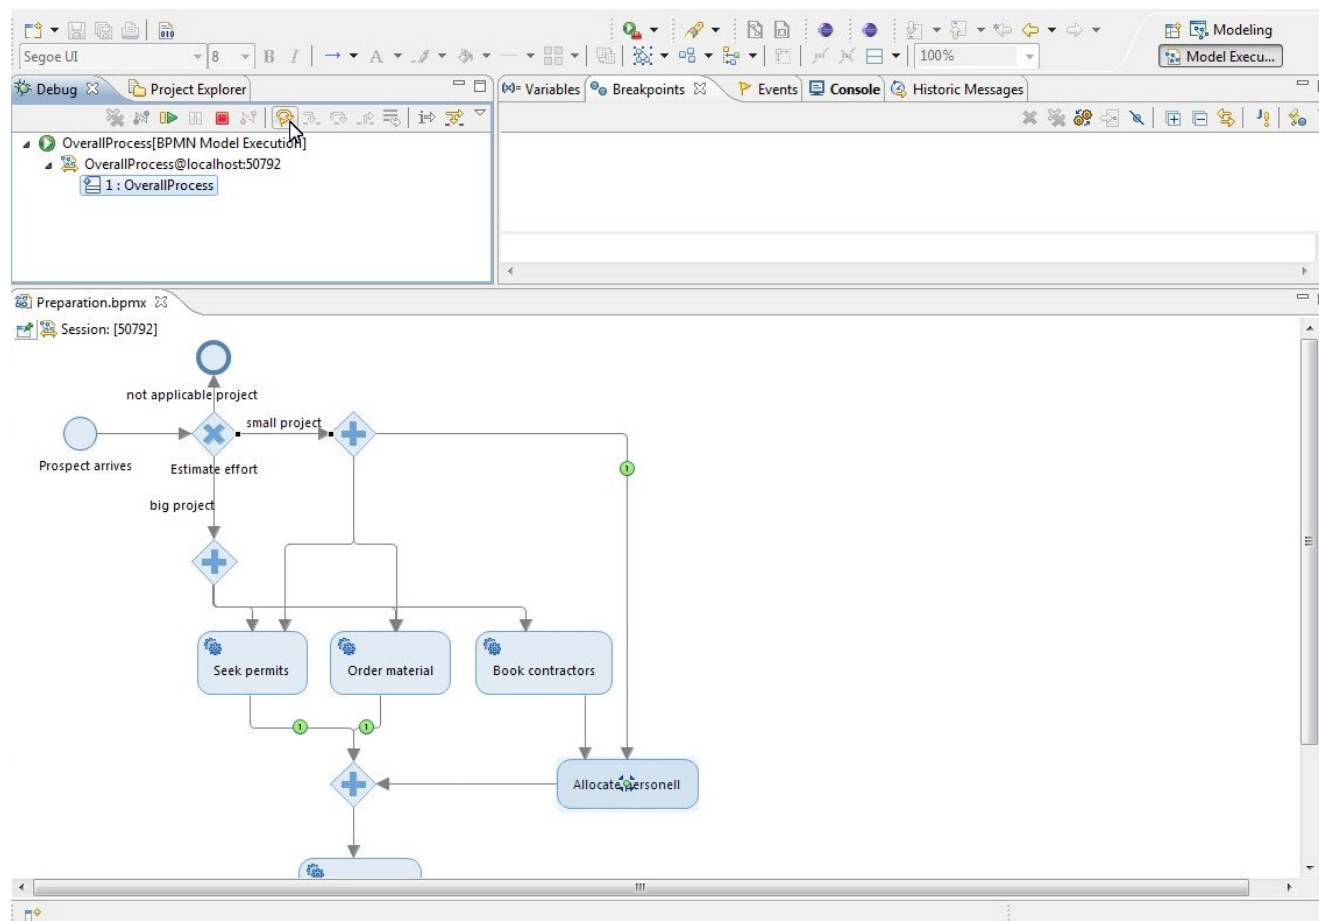 Modeling
Segoe UI
8
B I
A
100%
Model Execu...
Debug
Project Explorer
(x)= Variables
Breakpoints
Events
Console
Historic Messages
OverallProcess[BPMN Model Execution]
OverallProcess@localhost:50792
1 : OverallProcess
Preparation.bpmx
Session: [50792]
not applicable project
small project
Prospect arrives
Estimate effort
1
big project
Seek permits
Order material
Book contractors
1
1
Allocate personell